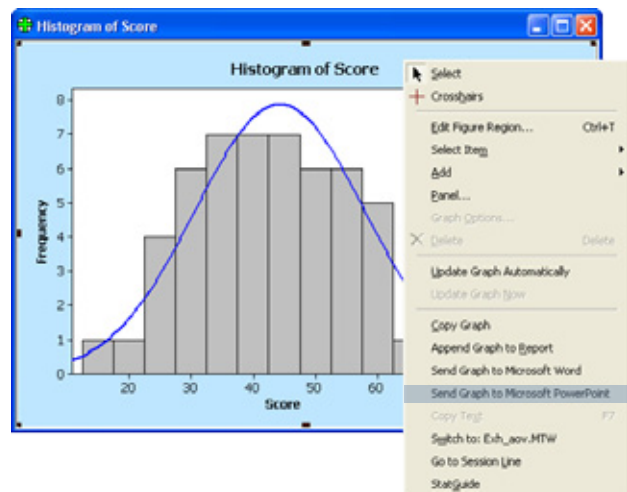 Histogram of Score
Histogram of Score
Frequency
8
7
6
5
4
3
2
1
0
20 30 40 50 60
Score
Select
Crosshairs
Edit Figure Region... Ctrl+T
Select Item
Add
Panel...
Graph Options...
Delete Delete
Update Graph Automatically
Update Graph Now
Copy Graph
Append Graph to Report
Send Graph to Microsoft Word
Send Graph to Microsoft PowerPoint
Copy Text F7
Switch to: Exh_aov.MTW
Go to Session Line
StatGuide